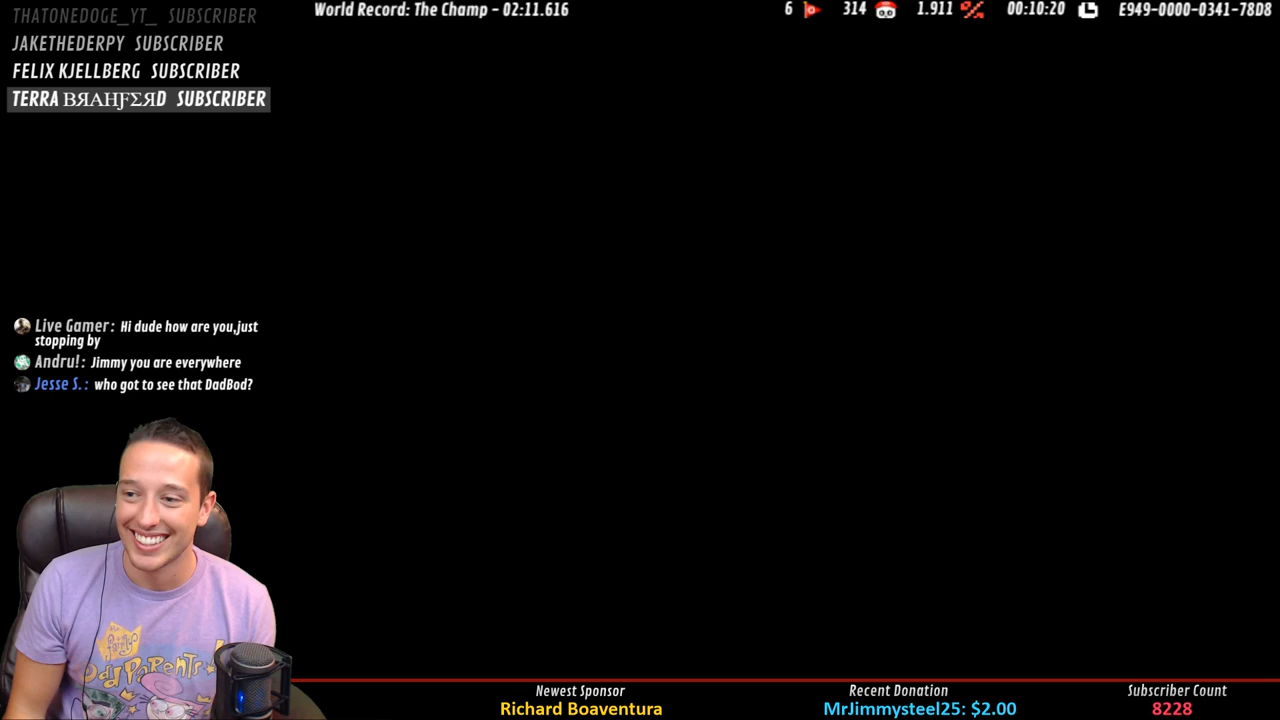 THATONEDOGE_YT_ SUBSCRIBER
JAKETHEDERPY SUBSCRIBER
FELIX KJELLBERG SUBSCRIBER
TERRA ВЯAӉƑΣЯD SUBSCRIBER
World Record: The Champ - 02:11.616
6 314 1.911 00:10:20 E949-0000-0341-78D8
Live Gamer: Hi dude how are you,just
stopping by
Andru!: Jimmy you are everywhere
Jesse S.: who got to see that DadBod?
Odd Parents!
Newest Sponsor
Richard Boaventura
Recent Donation
MrJimmysteel25: $2.00
Subscriber Count
8228